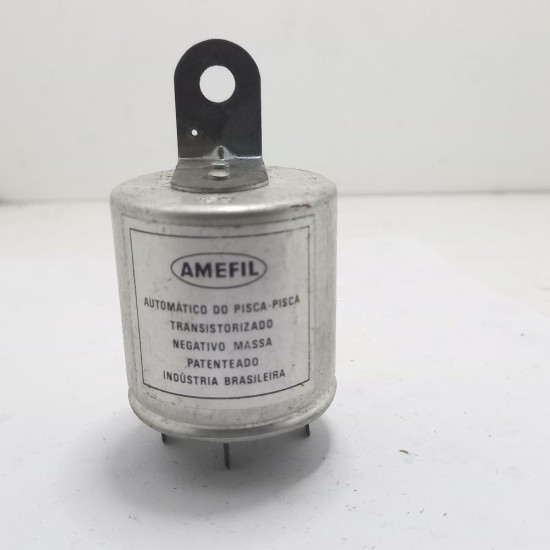 AMEFIL
AUTOMÁTICO DO PISCA-PISCA
TRANSISTORIZADO
NEGATIVO MASSA
PATENTEADO
INDÚSTRIA BRASILEIRA